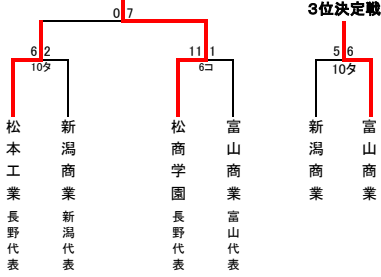 3位決定戦
0 7
6 2
10タ
11 1
6コ
5 6
10タ
松本工業
長野代表
新潟商業
新潟代表
松商学園
長野代表
富山商業
富山代表
新潟商業
富山商業